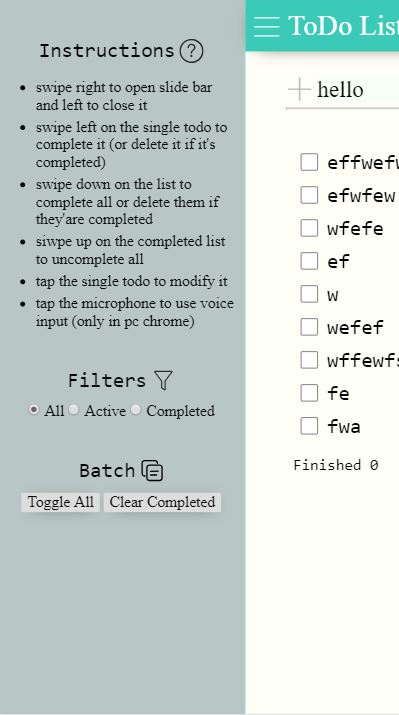 Instructions
swipe right to open slide bar
and left to close it
swipe left on the single todo to
complete it (or delete it if it's
completed)
swipe down on the list to
complete all or delete them if
they'are completed
siwpe up on the completed list
to uncomplete all
tap the single todo to modify it
tap the microphone to use voice
input (only in pc chrome)
Filters
All Active Completed
Batch
Toggle All Clear Completed
ToDo List
hello
effwefw
efwfew
wfefe
ef
w
wefef
wffewfs
fe
fwa
Finished 0